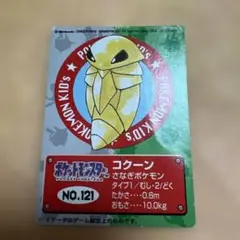 POKEMON KID'S
ポケットモンスター
NO.121
コクーン
さなぎポケモン
タイプ1/むし・2/どく
たかさ‥‥0.6m
おもさ‥‥10.0kg